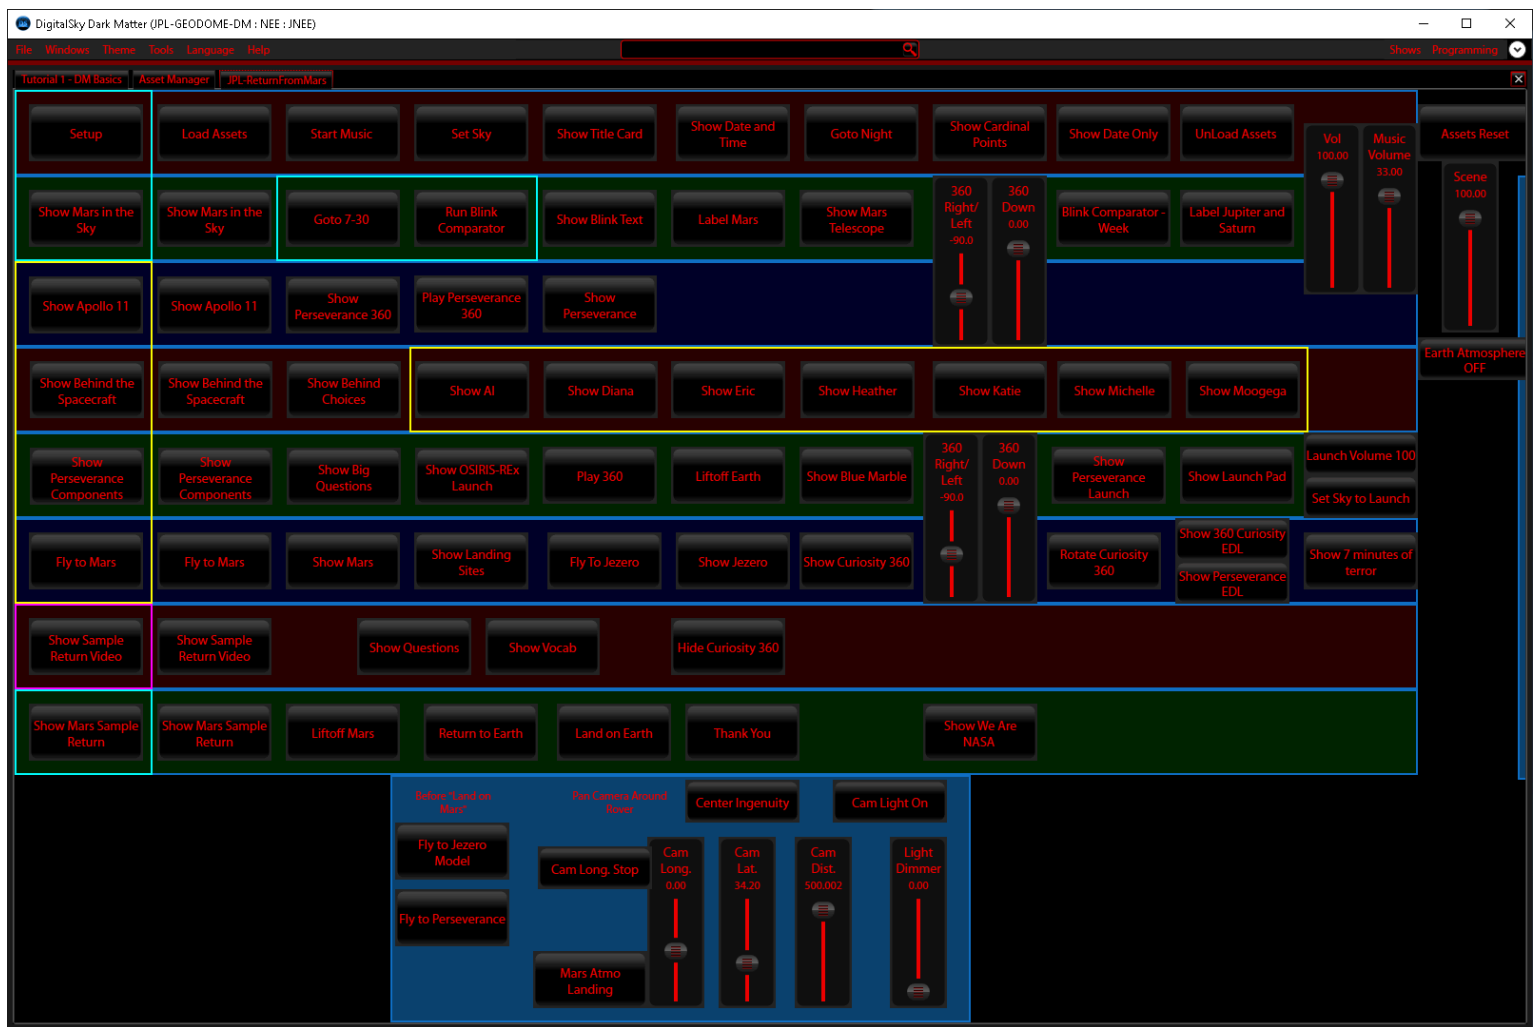 DigitalSky Dark Matter (JPL-GEODOME-DM : NEE : JNEE)
File Windows Theme Tools Language Help
Shows Programming
Tutorial 1 - DM Basics Asset Manager JPL-ReturnFromMars
Setup
Load Assets
Start Music
Set Sky
Show Title Card
Show Date and
Time
Goto Night
Show Cardinal
Points
Show Date Only
UnLoad Assets
Vol
100.00
Music
Volume
33.00
Assets Reset
Scene
100.00
Show Mars in the
Sky
Show Mars in the
Sky
Goto 7-30
Run Blink
Comparator
Show Blink Text
Label Mars
Show Mars
Telescope
360
Right/
Left
-90.0
360
Down
0.00
Blink Comparator -
Week
Label Jupiter and
Saturn
Show Apollo 11
Show Apollo 11
Show
Perseverance 360
Play Perseverance
360
Show
Perseverance
Earth Atmosphere
OFF
Show Behind the
Spacecraft
Show Behind the
Spacecraft
Show Behind
Choices
Show Al
Show Diana
Show Eric
Show Heather
Show Katie
Show Michelle
Show Moogega
Show
Perseverance
Components
Show
Perseverance
Components
Show Big
Questions
Show OSIRIS-REx
Launch
Play 360
Liftoff Earth
Show Blue Marble
360
Right/
Left
-90.0
360
Down
0.00
Show
Perseverance
Launch
Show Launch Pad
Launch Volume 100
Set Sky to Launch
Fly to Mars
Fly to Mars
Show Mars
Show Landing
Sites
Fly To Jezero
Show Jezero
Show Curiosity 360
Rotate Curiosity
360
Show 360 Curiosity
EDL
Show Perseverance
EDL
Show 7 minutes of
terror
Show Sample
Return Video
Show Sample
Return Video
Show Questions
Show Vocab
Hide Curiosity 360
Show Mars Sample
Return
Show Mars Sample
Return
Liftoff Mars
Return to Earth
Land on Earth
Thank You
Show We Are
NASA
Before "Land on
Mars"
Pan Camera Around
Rover
Center Ingenuity
Cam Light On
Fly to Jezero
Model
Fly to Perseverance
Cam Long. Stop
Mars Atmo
Landing
Cam
Long.
0.00
Cam
Lat.
34.20
Cam
Dist.
500.002
Light
Dimmer
0.00